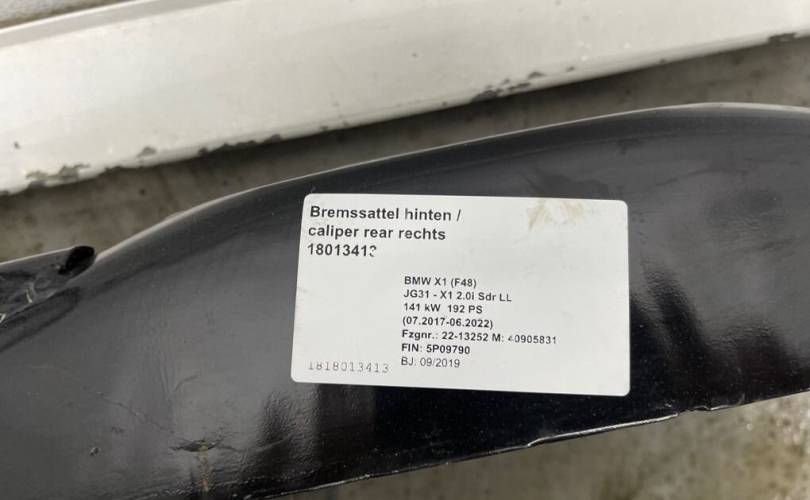 Bremssattel hinten /
caliper rear rechts
18013413
BMW X1 (F48)
JG31 - X1 2.0i Sdr LL
141 kW 192 PS
(07.2017-06.2022)
Fzgnr.: 22-13252 M: 40905831
FIN: 5P09790
BJ: 09/2019
1818013413